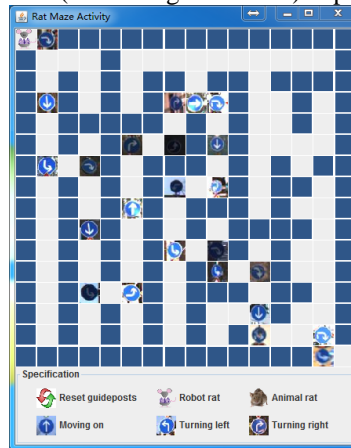 Rat Maze Activity
Specification
Reset guideposts Robot rat Animal rat
Moving on Turning left Turning right